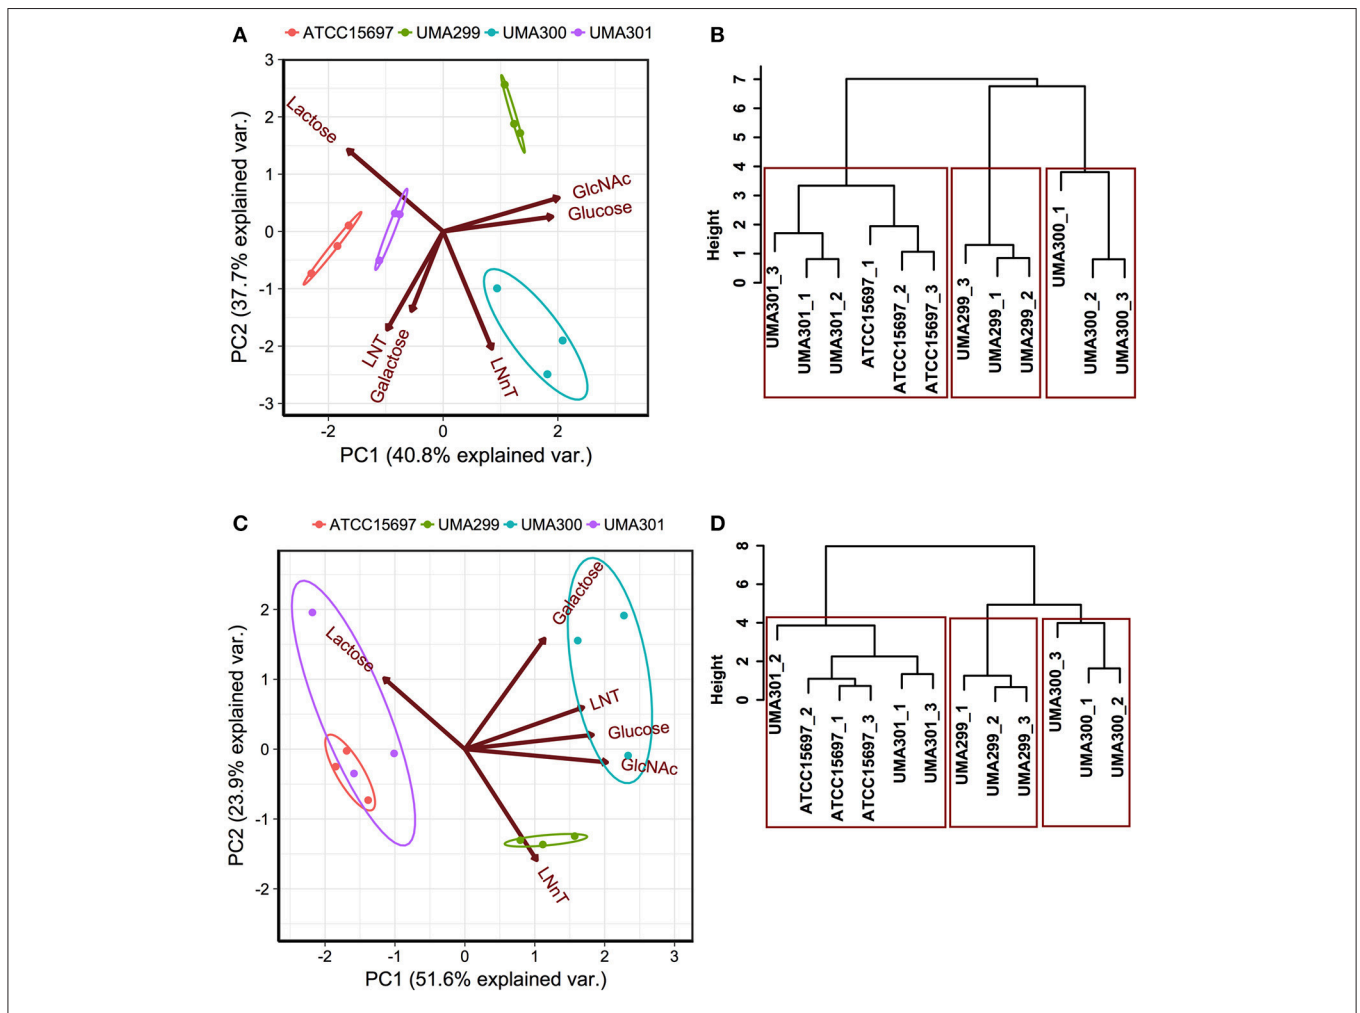 A
ATCC15697 UMA299 UMA300 UMA301
3
2
1
0
-1
-2
-3
PC2 (37.7% explained var.)
Lactose
GlcNAc
Glucose
LNT
Galactose
LNnT
-2 0 2
PC1 (40.8% explained var.)
B
7
6
5
4
3
2
1
0
Height
UMA301_3
UMA301_1
UMA301_2
ATCC15697_1
ATCC15697_2
ATCC15697_3
UMA299_3
UMA299_1
UMA299_2
UMA300_1
UMA300_2
UMA300_3
C
ATCC15697 UMA299 UMA300 UMA301
2
1
0
-1
-2
PC2 (23.9% explained var.)
Lactose
Galactose
LNT
Glucose
GlcNAc
LNnT
-2 -1 0 1 2 3
PC1 (51.6% explained var.)
D
8
6
4
2
0
Height
UMA301_2
ATCC15697_2
ATCC15697_1
ATCC15697_3
UMA301_1
UMA301_3
UMA299_1
UMA299_2
UMA299_3
UMA300_3
UMA300_1
UMA300_2